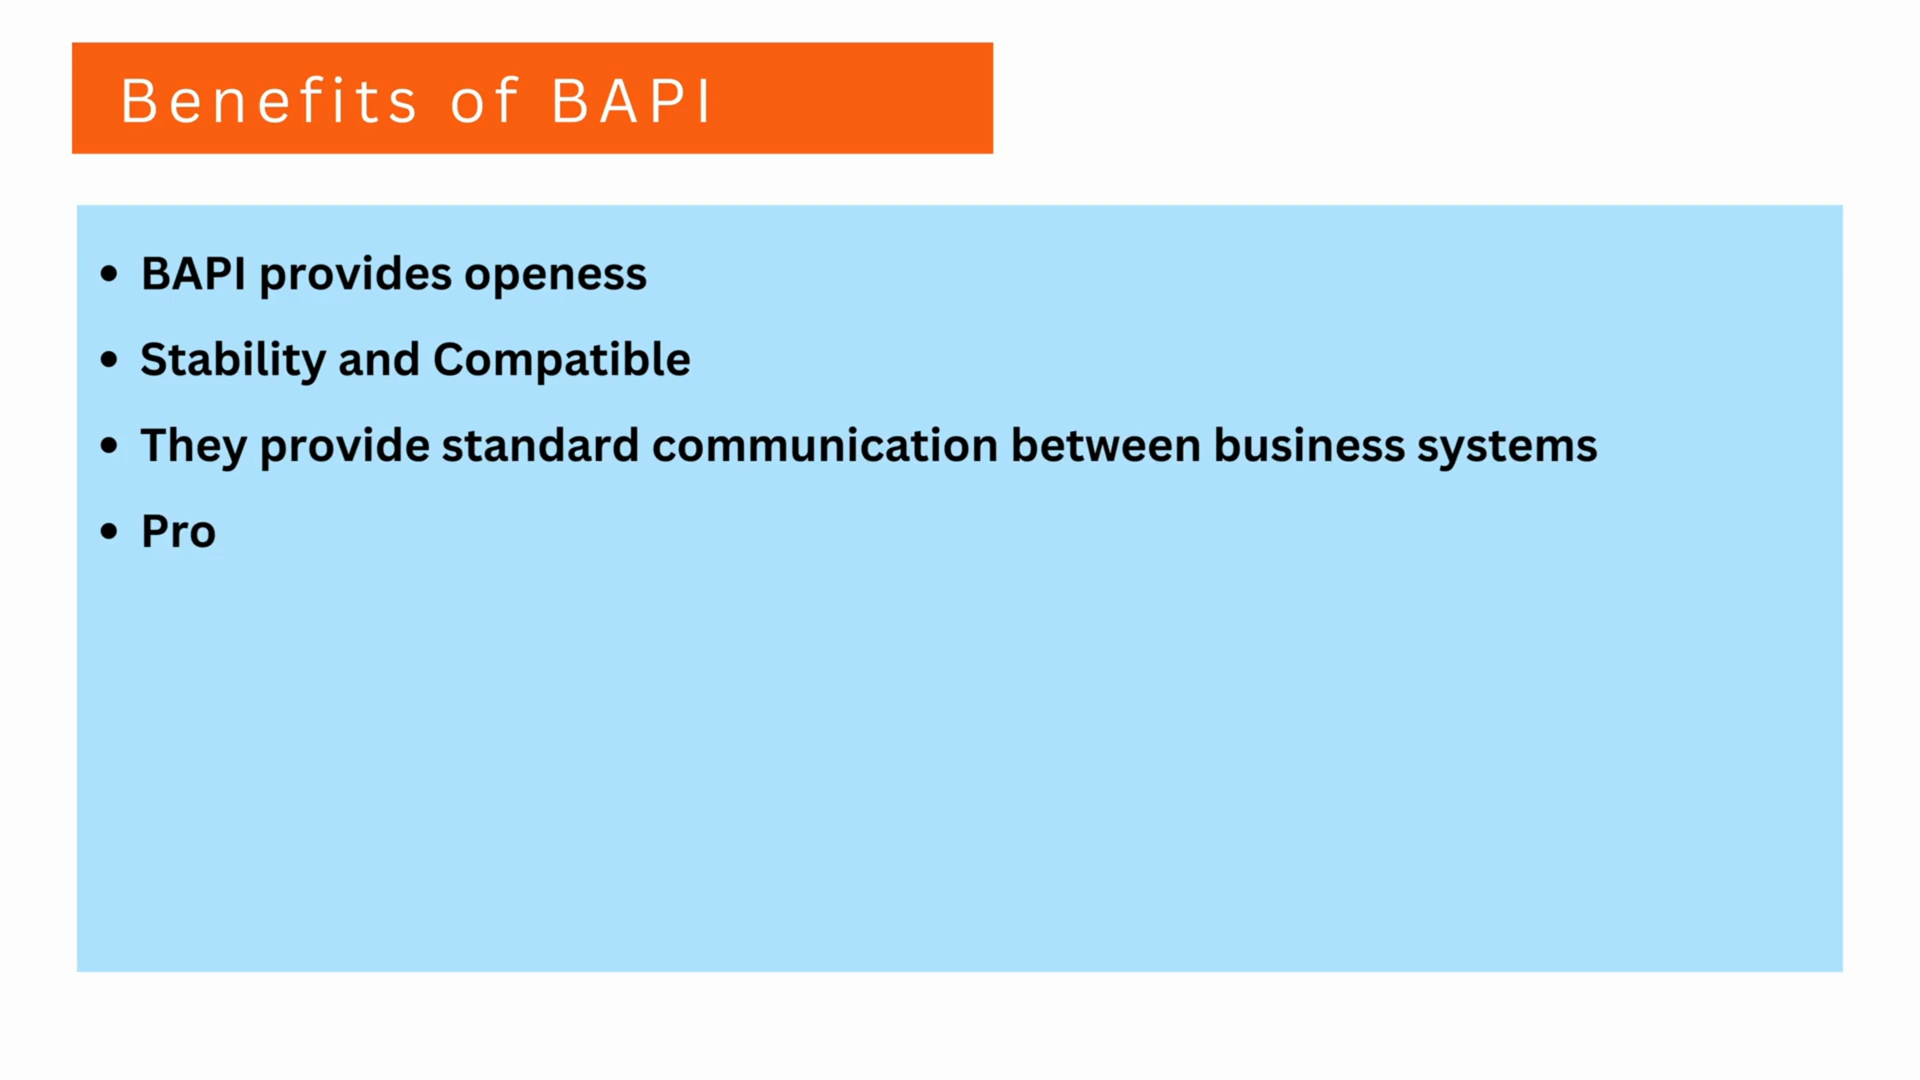 Benefits of BAPI
• BAPI provides openess
• Stability and Compatible
• They provide standard communication between business systems
• Pro